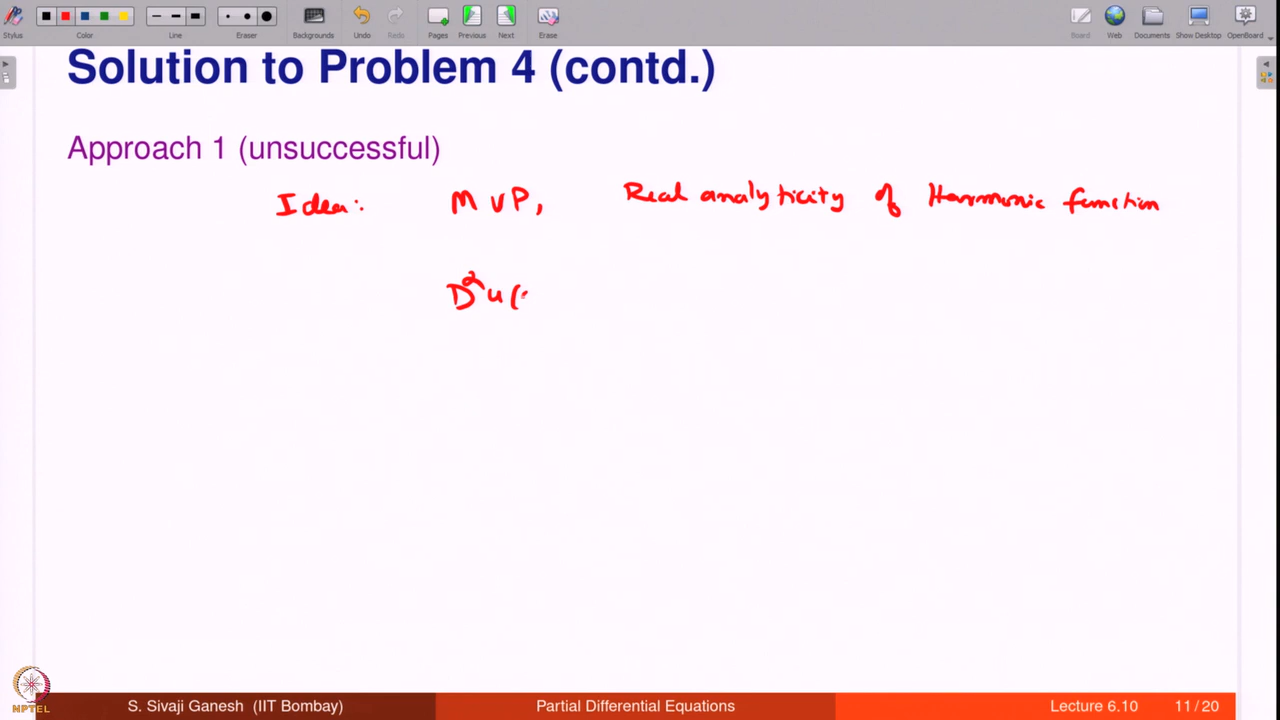 Stylus Color Line Eraser Backgrounds Undo Redo Pages Previous Next Erase Board Web Documents Show Desktop OpenBoard
Solution to Problem 4 (contd.)
Approach 1 (unsuccessful)
Idea: MVP, Real analyticity of Harmonic function
D^α u (
NPTEL
S. Sivaji Ganesh (IIT Bombay) Partial Differential Equations Lecture 6.10 11 / 20